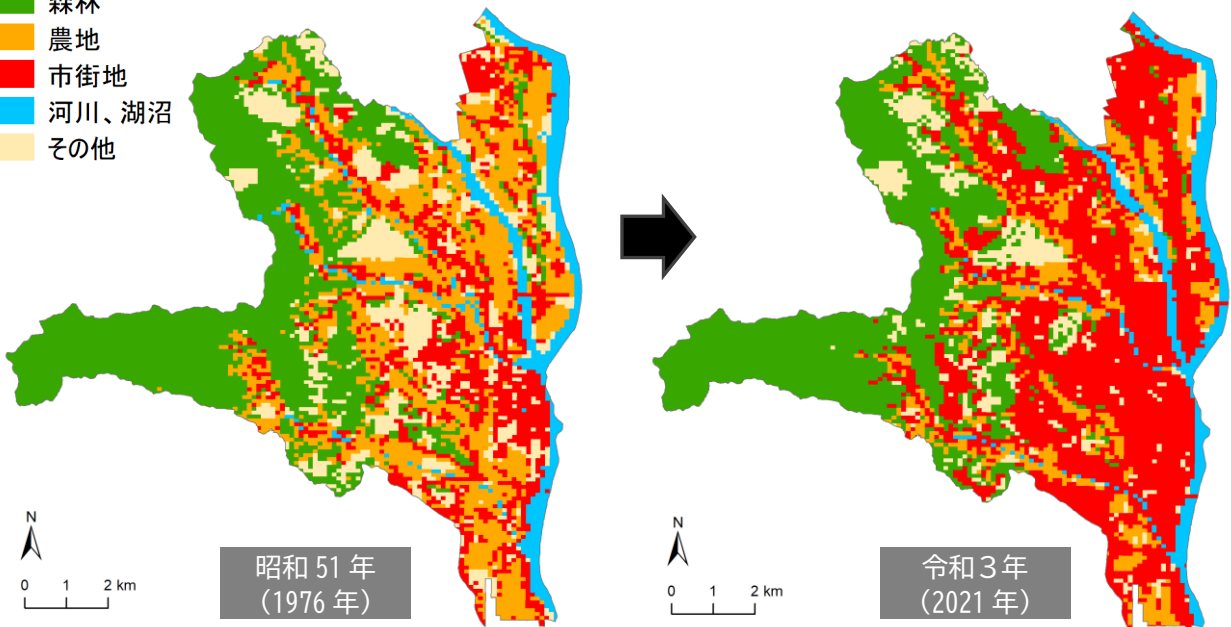 森林
農地
市街地
河川、湖沼
その他
N
0 1 2 km
昭和 51 年
（1976 年）
N
0 1 2 km
令和３年
（2021 年）